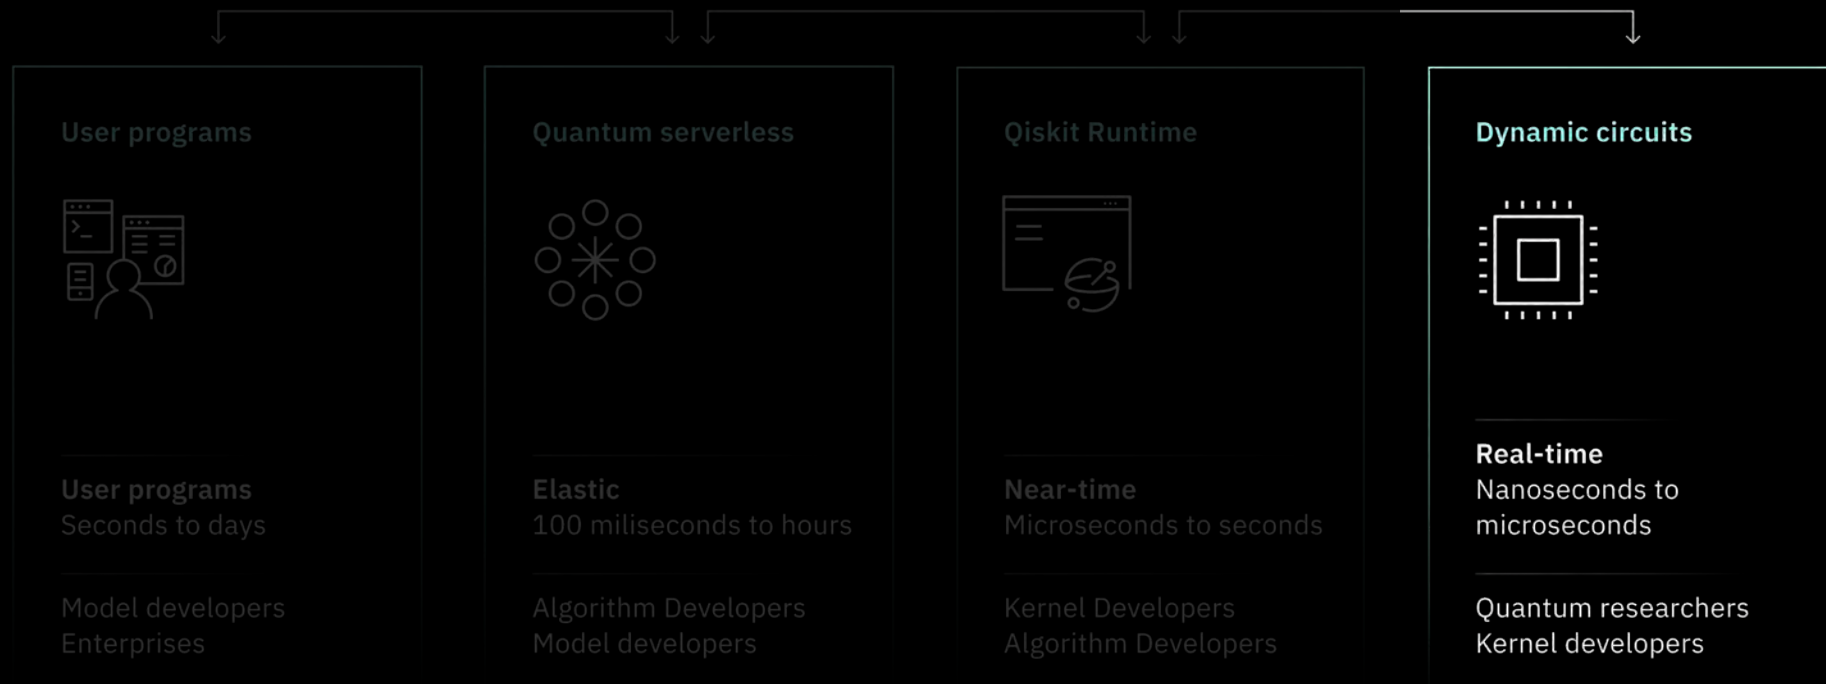 User programs
Seconds to days
User programs
Model developers
Enterprises
Quantum serverless
Elastic
100 miliseconds to hours
Algorithm Developers
Model developers
Qiskit Runtime
Near-time
Microseconds to seconds
Kernel Developers
Algorithm Developers
Dynamic circuits
Real-time
Nanoseconds to
microseconds
Quantum researchers
Kernel developers